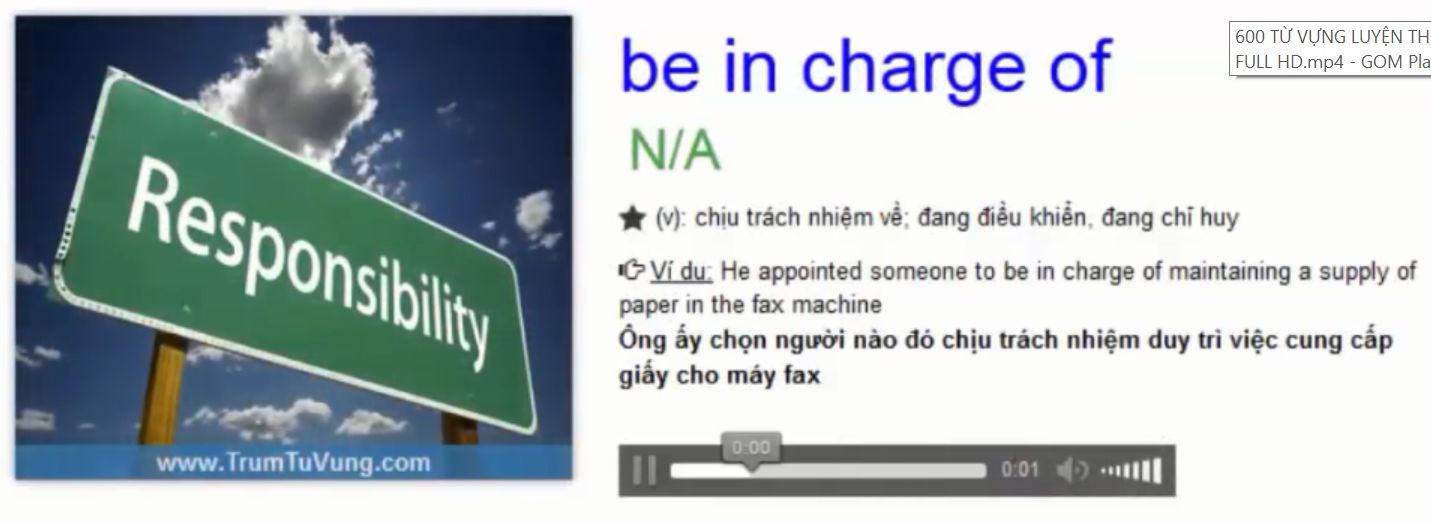 Responsibility
www.TrumTuVung.com
be in charge of
N/A
(v): chịu trách nhiệm về; đang điều khiển, đang chỉ huy
Ví dụ: He appointed someone to be in charge of maintaining a supply of
paper in the fax machine
Ông ấy chọn người nào đó chịu trách nhiệm duy trì việc cung cấp
giấy cho máy fax
0:00
0:01
600 TỪ VỰNG LUYỆN TH
FULL HD.mp4 - GOM Pla